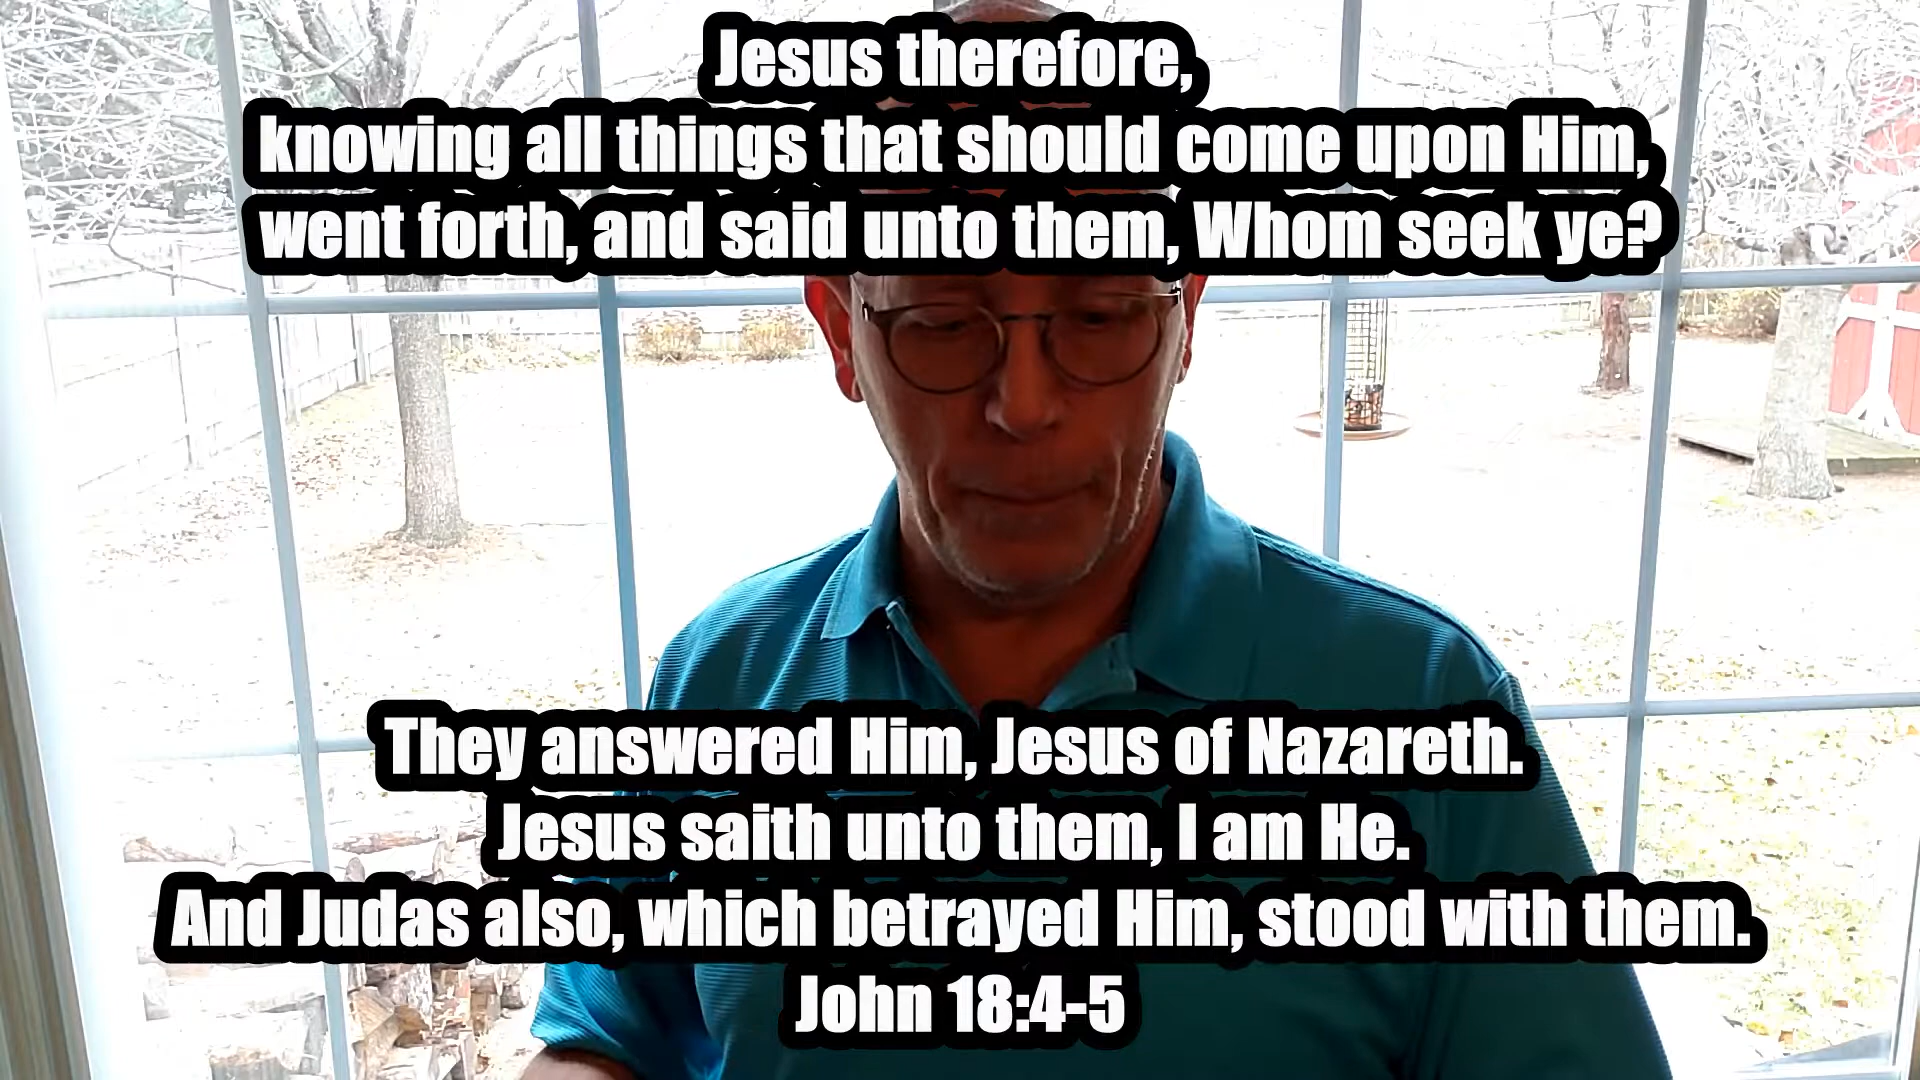 Jesus therefore,
knowing all things that should come upon Him,
went forth, and said unto them, Whom seek ye?
They answered Him, Jesus of Nazareth.
Jesus saith unto them, I am He.
And Judas also, which betrayed Him, stood with them.
John 18:4-5